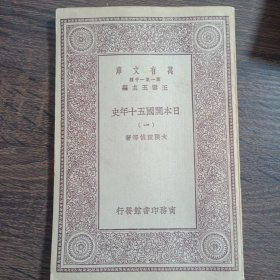 萬有文庫
第一集一千種
王雲五主編
日本開國五十年史
(一)
大隈重信等著
商務印書館發行